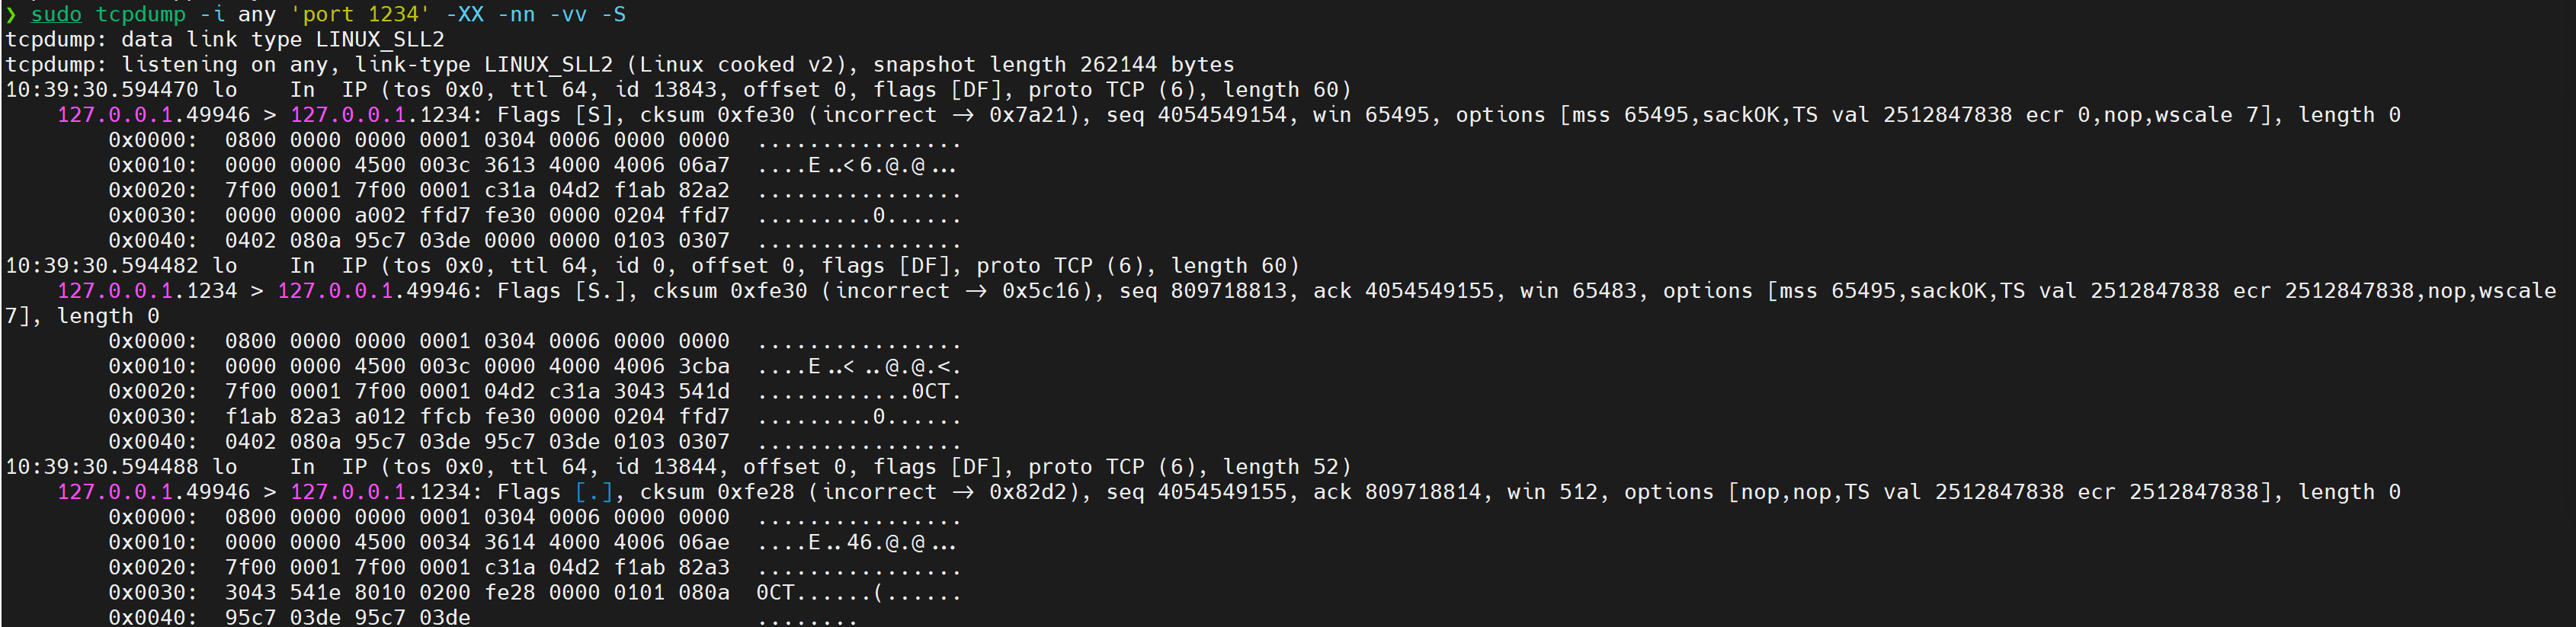 ❯ sudo tcpdump -i any 'port 1234' -XX -nn -vv -S
tcpdump: data link type LINUX_SLL2
tcpdump: listening on any, link-type LINUX_SLL2 (Linux cooked v2), snapshot length 262144 bytes
10:39:30.594470 lo    In  IP (tos 0x0, ttl 64, id 13843, offset 0, flags [DF], proto TCP (6), length 60)
    127.0.0.1.49946 > 127.0.0.1.1234: Flags [S], cksum 0xfe30 (incorrect -> 0x7a21), seq 4054549154, win 65495, options [mss 65495,sackOK,TS val 2512847838 ecr 0,nop,wscale 7], length 0
        0x0000:  0800 0000 0000 0001 0304 0006 0000 0000  ................
        0x0010:  0000 0000 4500 003c 3613 4000 4006 06a7  ....E..<6.@.@...
        0x0020:  7f00 0001 7f00 0001 c31a 04d2 f1ab 82a2  ................
        0x0030:  0000 0000 a002 ffd7 fe30 0000 0204 ffd7  .........0......
        0x0040:  0402 080a 95c7 03de 0000 0000 0103 0307  ................
10:39:30.594482 lo    In  IP (tos 0x0, ttl 64, id 0, offset 0, flags [DF], proto TCP (6), length 60)
    127.0.0.1.1234 > 127.0.0.1.49946: Flags [S.], cksum 0xfe30 (incorrect -> 0x5c16), seq 809718813, ack 4054549155, win 65483, options [mss 65495,sackOK,TS val 2512847838 ecr 2512847838,nop,wscale
7], length 0
        0x0000:  0800 0000 0000 0001 0304 0006 0000 0000  ................
        0x0010:  0000 0000 4500 003c 0000 4000 4006 3cba  ....E..<..@.@.<.
        0x0020:  7f00 0001 7f00 0001 04d2 c31a 3043 541d  ............0CT.
        0x0030:  f1ab 82a3 a012 ffcb fe30 0000 0204 ffd7  .........0......
        0x0040:  0402 080a 95c7 03de 95c7 03de 0103 0307  ................
10:39:30.594488 lo    In  IP (tos 0x0, ttl 64, id 13844, offset 0, flags [DF], proto TCP (6), length 52)
    127.0.0.1.49946 > 127.0.0.1.1234: Flags [.], cksum 0xfe28 (incorrect -> 0x82d2), seq 4054549155, ack 809718814, win 512, options [nop,nop,TS val 2512847838 ecr 2512847838], length 0
        0x0000:  0800 0000 0000 0001 0304 0006 0000 0000  ................
        0x0010:  0000 0000 4500 0034 3614 4000 4006 06ae  ....E..46.@.@...
        0x0020:  7f00 0001 7f00 0001 c31a 04d2 f1ab 82a3  ................
        0x0030:  3043 541e 8010 0200 fe28 0000 0101 080a  0CT......(......
        0x0040:  95c7 03de 95c7 03de                      ........